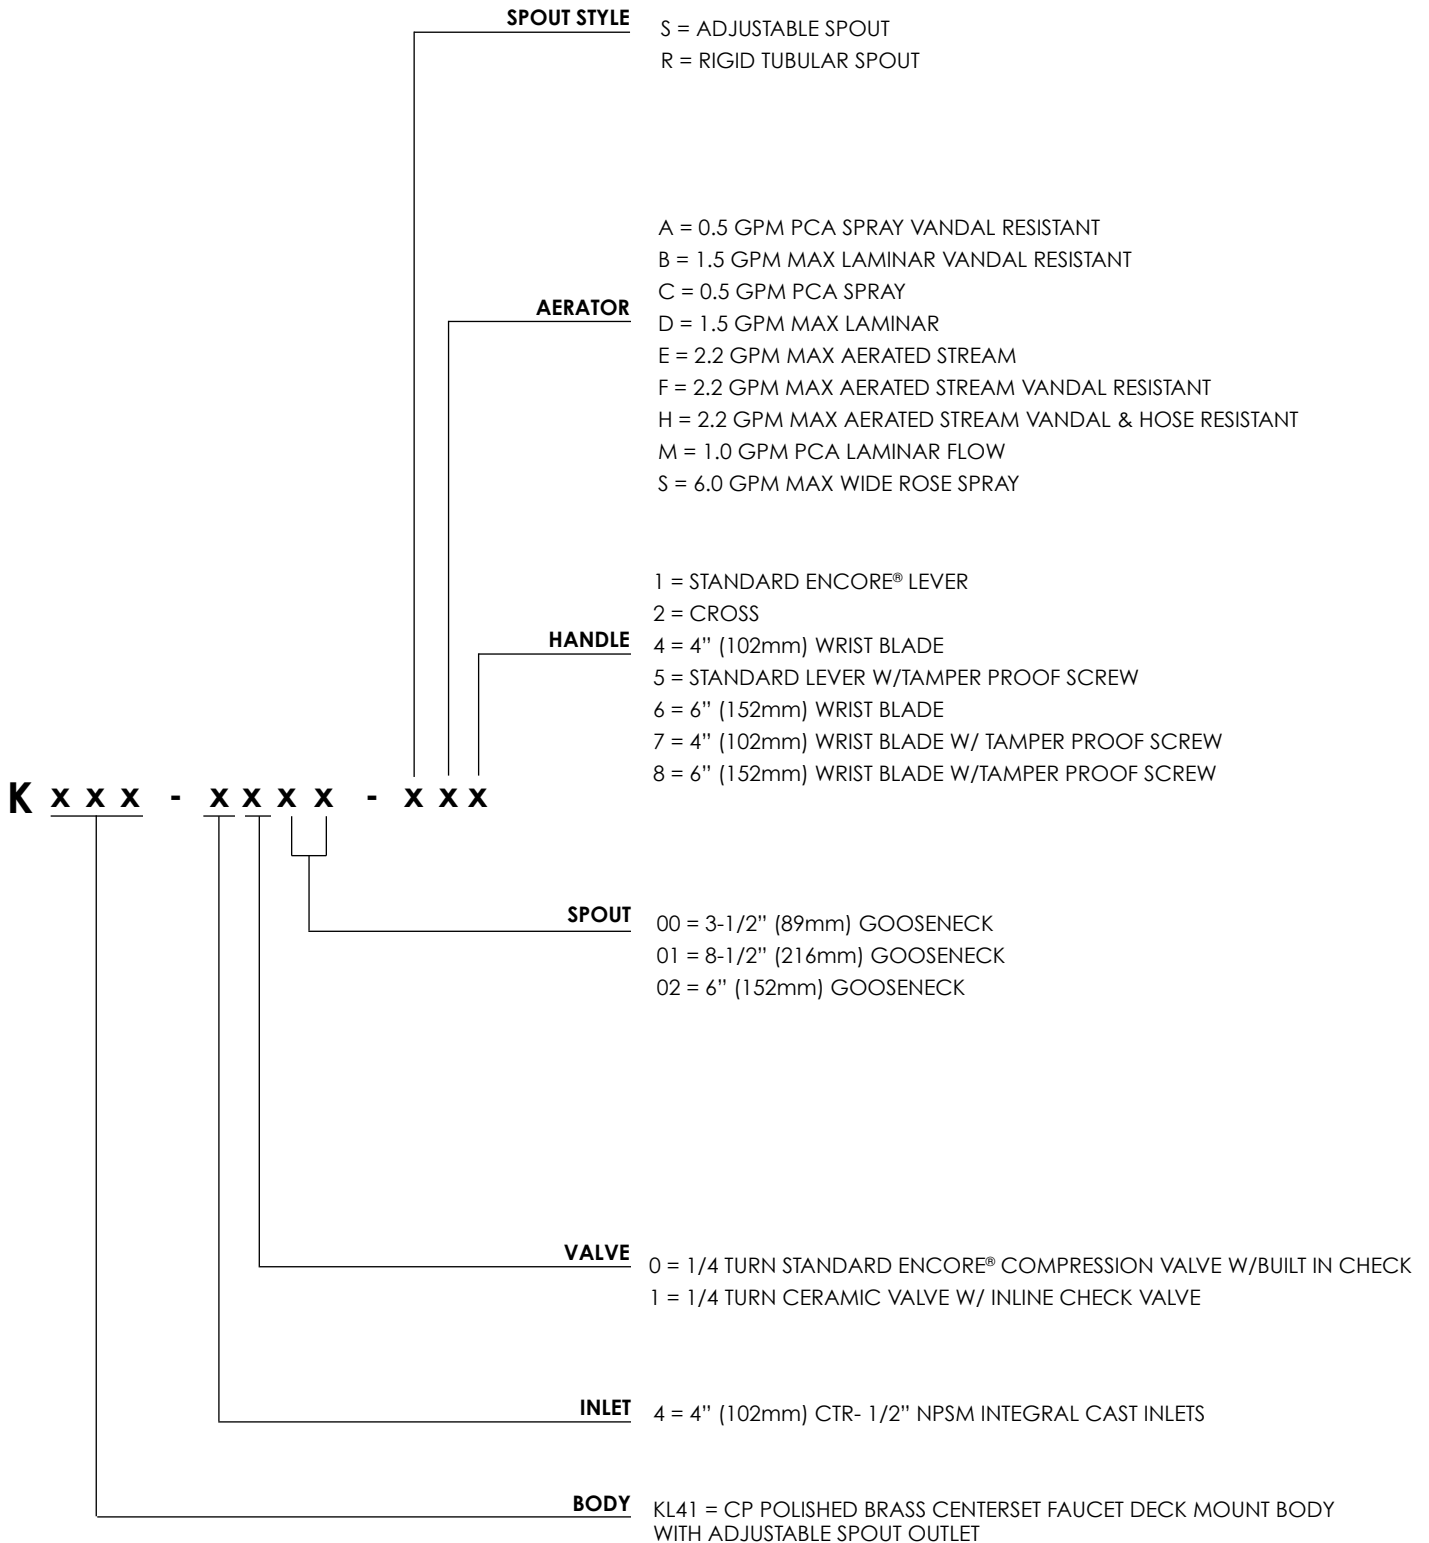 SPOUT STYLE
S = ADJUSTABLE SPOUT
R = RIGID TUBULAR SPOUT
AERATOR
A = 0.5 GPM PCA SPRAY VANDAL RESISTANT
B = 1.5 GPM MAX LAMINAR VANDAL RESISTANT
C = 0.5 GPM PCA SPRAY
D = 1.5 GPM MAX LAMINAR
E = 2.2 GPM MAX AERATED STREAM
F = 2.2 GPM MAX AERATED STREAM VANDAL RESISTANT
H = 2.2 GPM MAX AERATED STREAM VANDAL & HOSE RESISTANT
M = 1.0 GPM PCA LAMINAR FLOW
S = 6.0 GPM MAX WIDE ROSE SPRAY
HANDLE
1 = STANDARD ENCORE® LEVER
2 = CROSS
4 = 4” (102mm) WRIST BLADE
5 = STANDARD LEVER W/TAMPER PROOF SCREW
6 = 6” (152mm) WRIST BLADE
7 = 4” (102mm) WRIST BLADE W/ TAMPER PROOF SCREW
8 = 6” (152mm) WRIST BLADE W/TAMPER PROOF SCREW
K x x x - x x x x - x x x
SPOUT
00 = 3-1/2” (89mm) GOOSENECK
01 = 8-1/2” (216mm) GOOSENECK
02 = 6” (152mm) GOOSENECK
VALVE
0 = 1/4 TURN STANDARD ENCORE® COMPRESSION VALVE W/BUILT IN CHECK
1 = 1/4 TURN CERAMIC VALVE W/ INLINE CHECK VALVE
INLET
4 = 4” (102mm) CTR- 1/2” NPSM INTEGRAL CAST INLETS
BODY
KL41 = CP POLISHED BRASS CENTERSET FAUCET DECK MOUNT BODY
WITH ADJUSTABLE SPOUT OUTLET